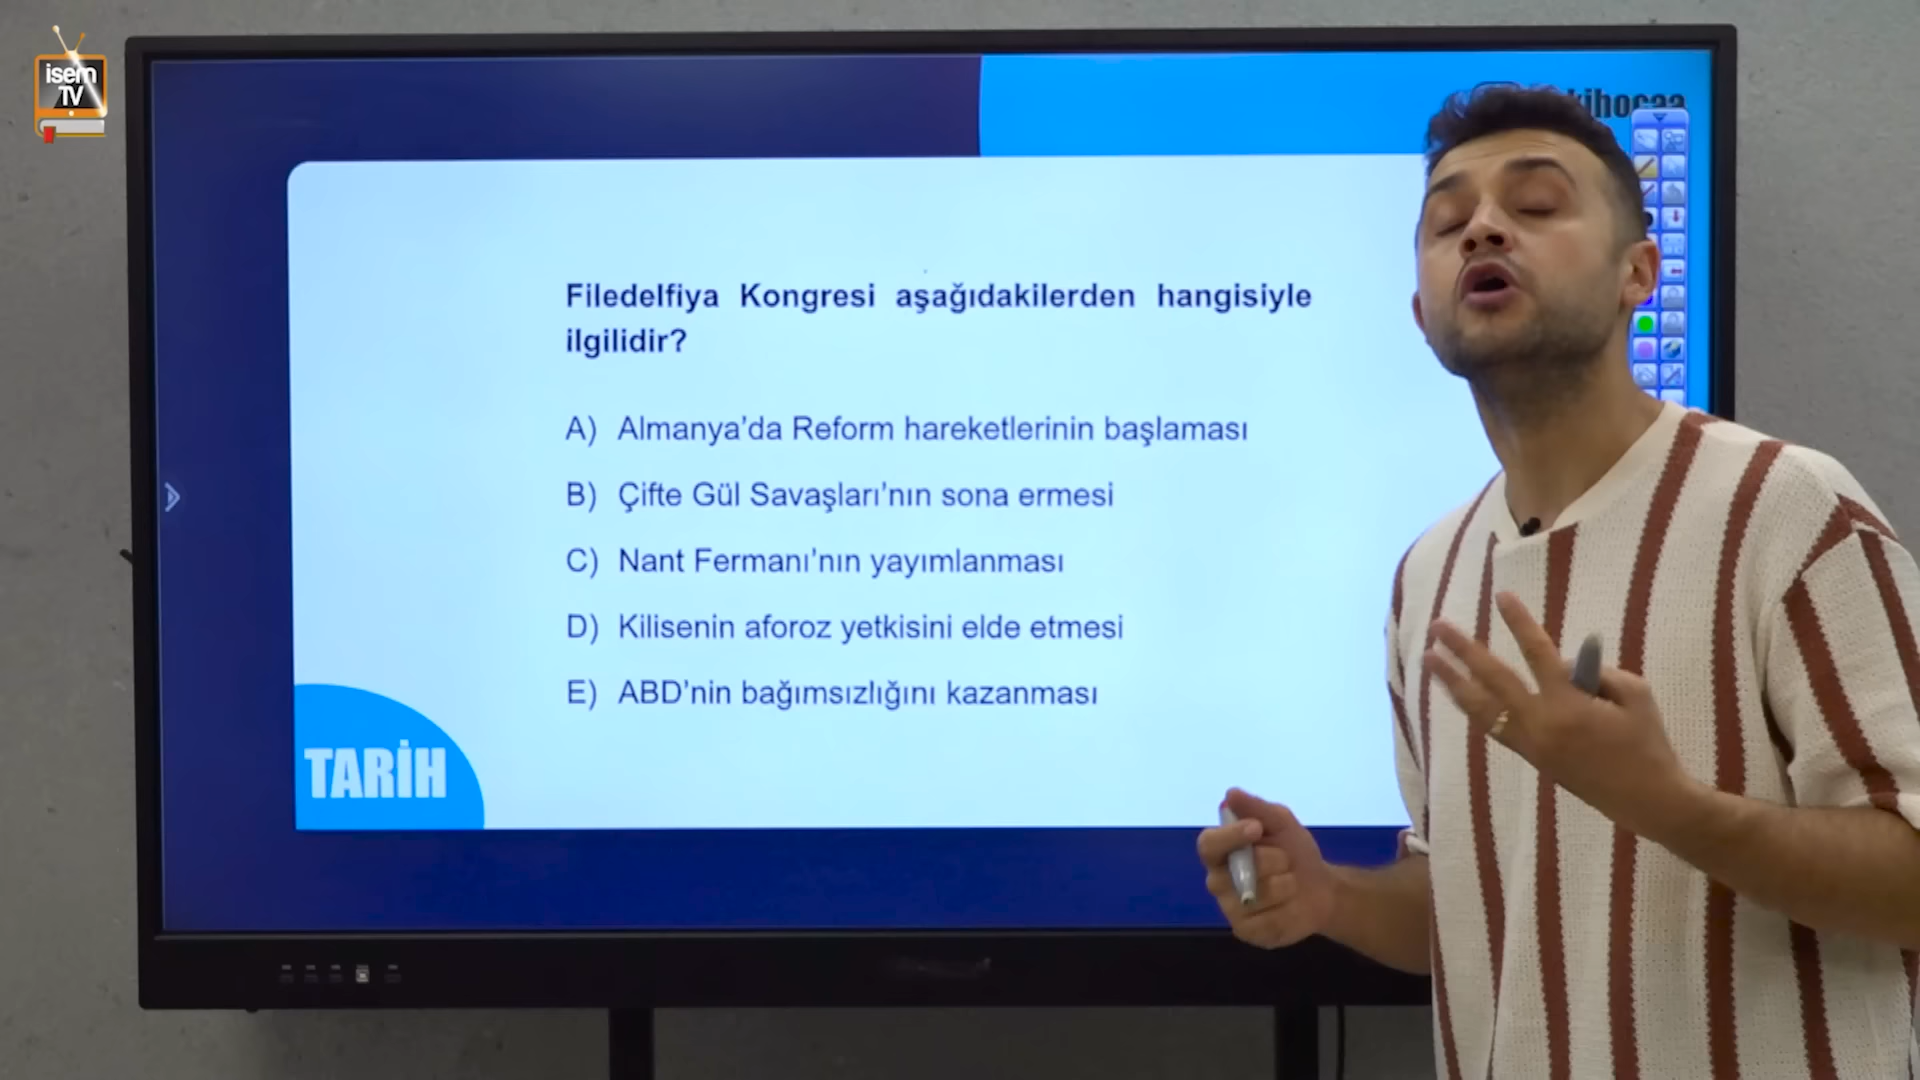 isem
TV
Filedelfiya Kongresi aşağıdakilerden hangisiyle
ilgilidir?
A) Almanya'da Reform hareketlerinin başlaması
B) Çifte Gül Savaşları'nın sona ermesi
C) Nant Fermanı'nın yayımlanması
D) Kilisenin aforoz yetkisini elde etmesi
E) ABD'nin bağımsızlığını kazanması
TARİH